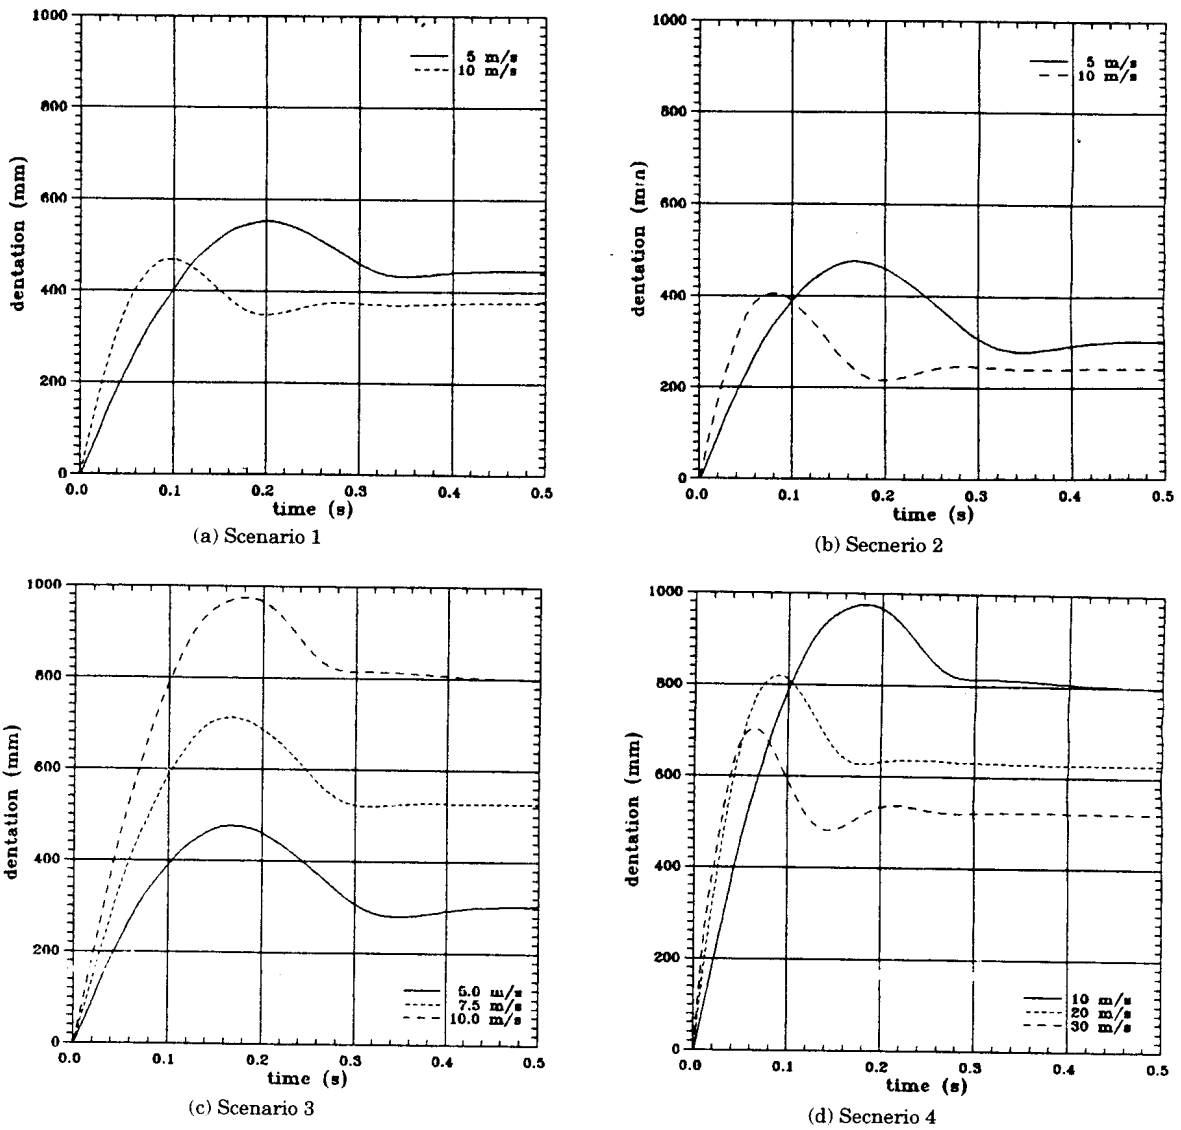 1000
800
600
400
200
0
dentation (mm)
5 m/s
10 m/s
0.0 0.1 0.2 0.3 0.4 0.5
time (s)
(a) Scenario 1
1000
800
600
400
200
0
dentation (mm)
5 m/s
10 m/s
0.0 0.1 0.2 0.3 0.4 0.5
time (s)
(b) Secnerio 2
1000
800
600
400
200
0
dentation (mm)
5.0 m/s
7.5 m/s
10.0 m/s
0.0 0.1 0.2 0.3 0.4 0.5
time (s)
(c) Scenario 3
1000
800
600
400
200
0
dentation (mm)
10 m/s
20 m/s
30 m/s
0.0 0.1 0.2 0.3 0.4 0.5
time (s)
(d) Secnerio 4